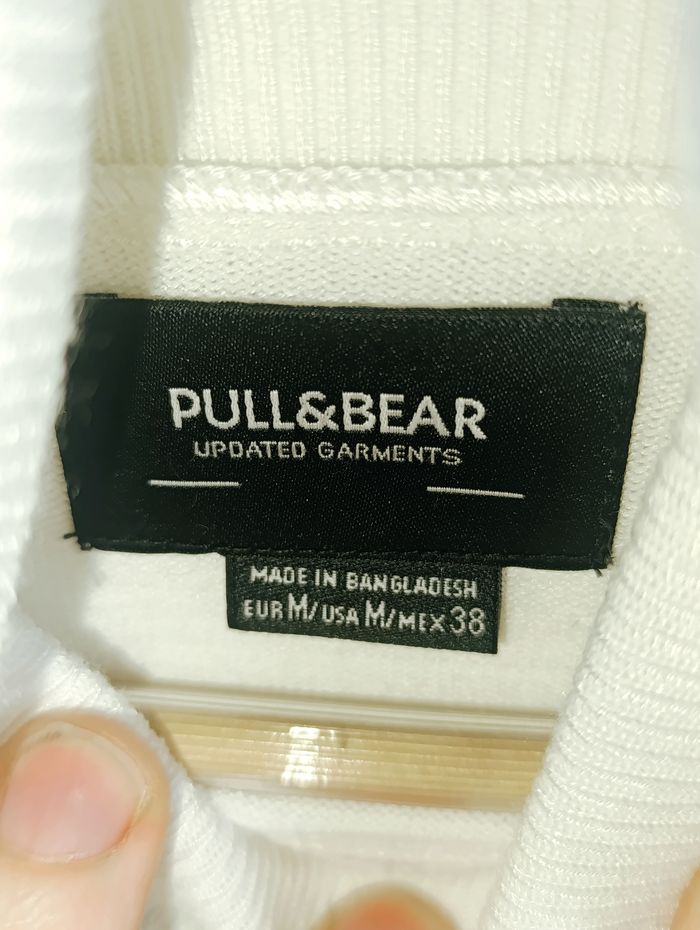 PULL&BEAR
UPDATED GARMENTS
MADE IN BANGLADESH
EUR M/USA M/MEX 38